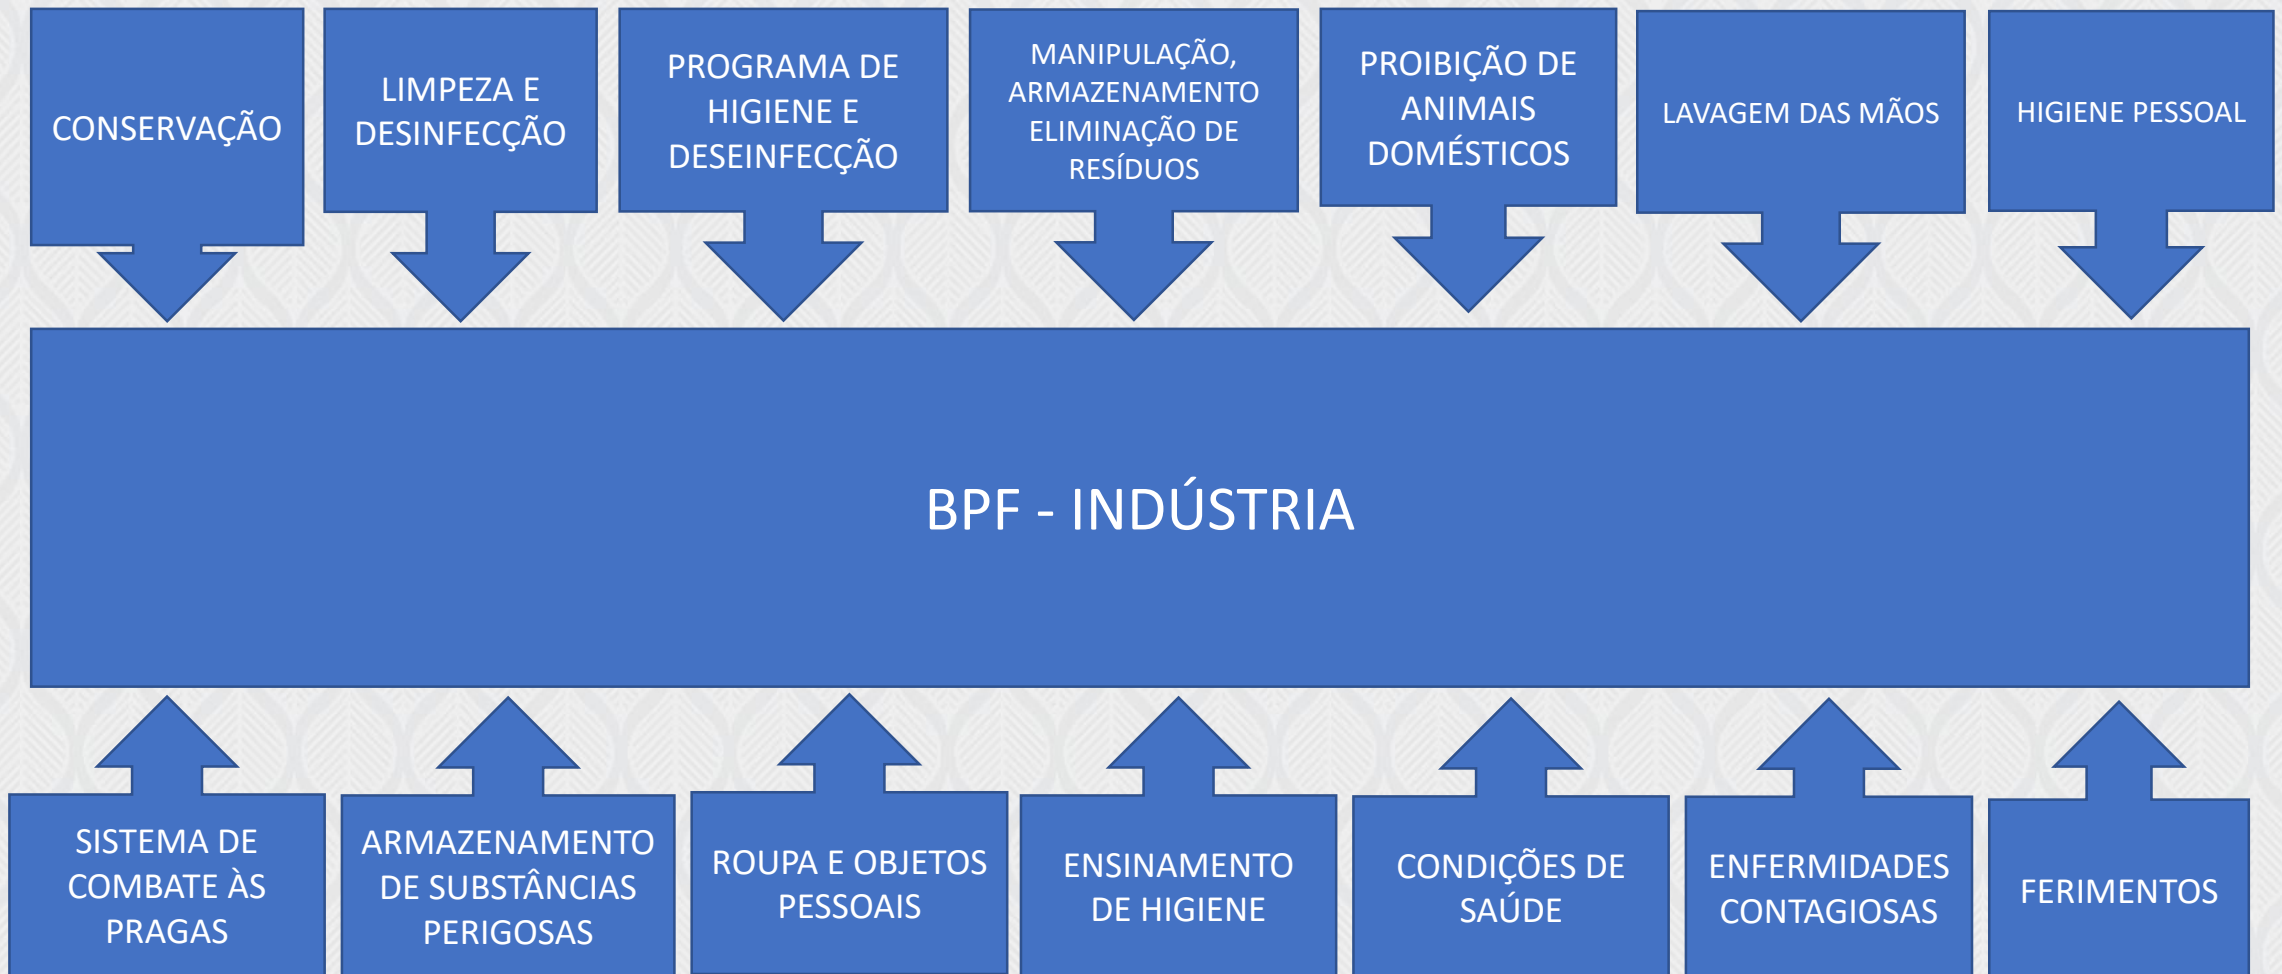 CONSERVAÇÃO
LIMPEZA E
DESINFECÇÃO
PROGRAMA DE
HIGIENE E
DESEINFECÇÃO
MANIPULAÇÃO,
ARMAZENAMENTO
ELIMINAÇÃO DE
RESÍDUOS
PROIBIÇÃO DE
ANIMAIS
DOMÉSTICOS
LAVAGEM DAS MÃOS
HIGIENE PESSOAL
BPF - INDÚSTRIA
SISTEMA DE
COMBATE ÀS
PRAGAS
ARMAZENAMENTO
DE SUBSTÂNCIAS
PERIGOSAS
ROUPA E OBJETOS
PESSOAIS
ENSINAMENTO
DE HIGIENE
CONDIÇÕES DE
SAÚDE
ENFERMIDADES
CONTAGIOSAS
FERIMENTOS